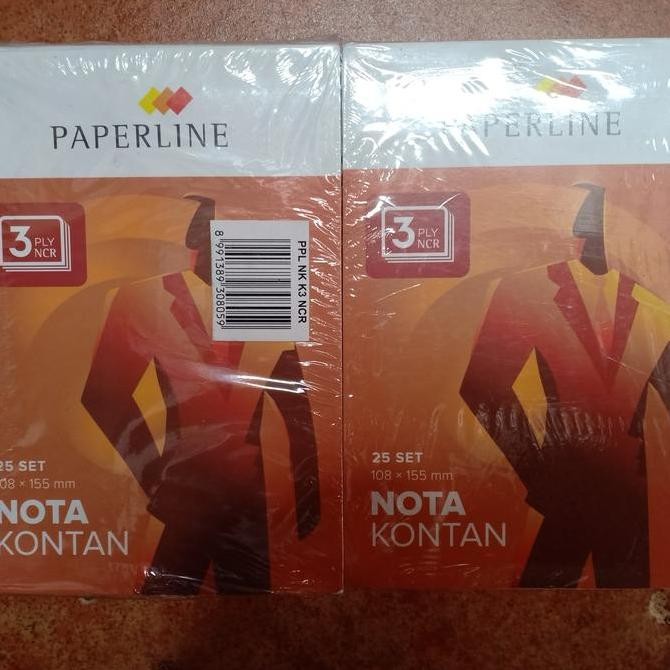 PAPERLINE
3 PLY
NCR
PPL NK K3 NCR
8 991389 308059
25 SET
108 × 155 mm
NOTA
KONTAN
PAPERLINE
3 PLY
NCR
25 SET
108 × 155 mm
NOTA
KONTAN